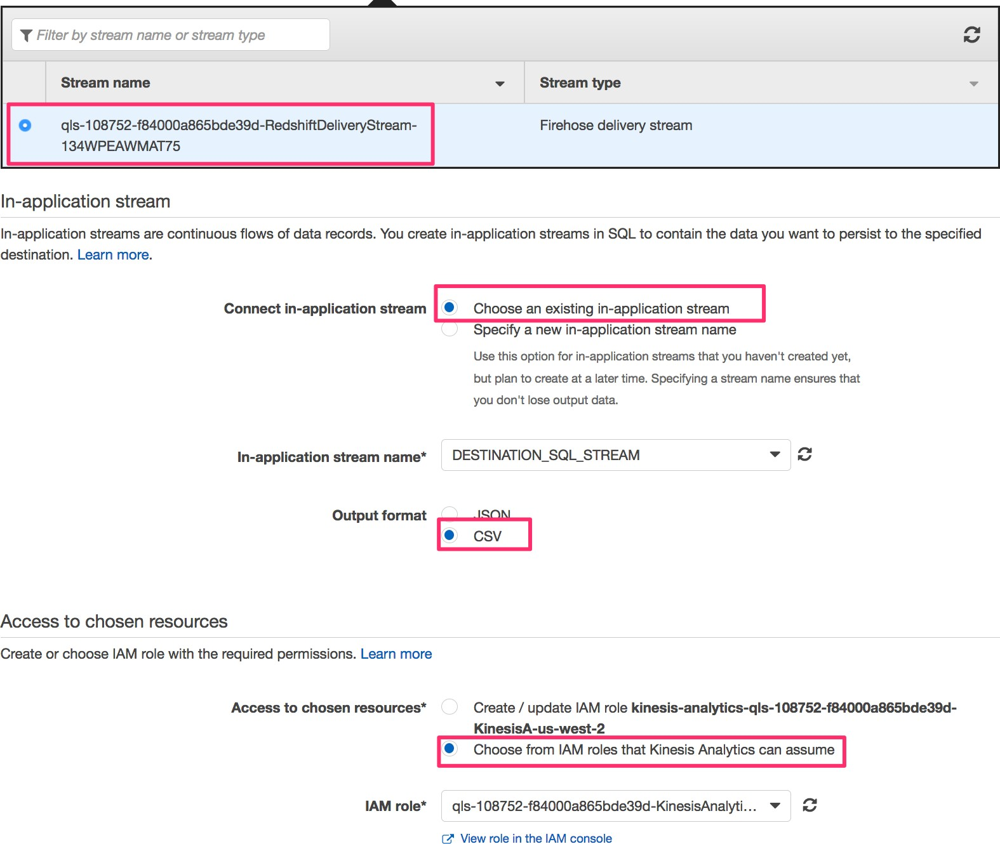 Filter by stream name or stream type
Stream name
Stream type
qls-108752-f84000a865bde39d-RedshiftDeliveryStream-
134WPEAWMAT75
Firehose delivery stream
In-application stream
In-application streams are continuous flows of data records. You create in-application streams in SQL to contain the data you want to persist to the specified
destination. Learn more.
Connect in-application stream
Choose an existing in-application stream
Specify a new in-application stream name
Use this option for in-application streams that you haven't created yet,
but plan to create at a later time. Specifying a stream name ensures that
you don't lose output data.
In-application stream name*
DESTINATION_SQL_STREAM
Output format
JSON
CSV
Access to chosen resources
Create or choose IAM role with the required permissions. Learn more
Access to chosen resources*
Create / update IAM role kinesis-analytics-qls-108752-f84000a865bde39d-
KinesisA-us-west-2
Choose from IAM roles that Kinesis Analytics can assume
IAM role*
qls-108752-f84000a865bde39d-KinesisAnalyti...
View role in the IAM console